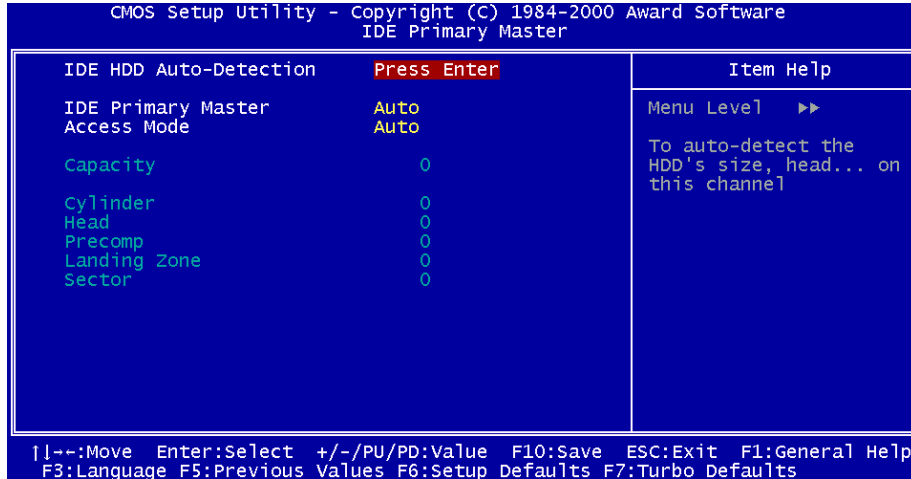 CMOS Setup Utility - Copyright (C) 1984-2000 Award Software
IDE Primary Master
IDE HDD Auto-Detection Press Enter
IDE Primary Master Auto
Access Mode Auto
Capacity 0
Cylinder 0
Head 0
Precomp 0
Landing Zone 0
Sector 0
Item Help
Menu Level ▶▶
To auto-detect the
HDD's size, head... on
this channel
↑↓→←:Move Enter:Select +/-/PU/PD:Value F10:Save ESC:Exit F1:General Help
F3:Language F5:Previous Values F6:Setup Defaults F7:Turbo Defaults